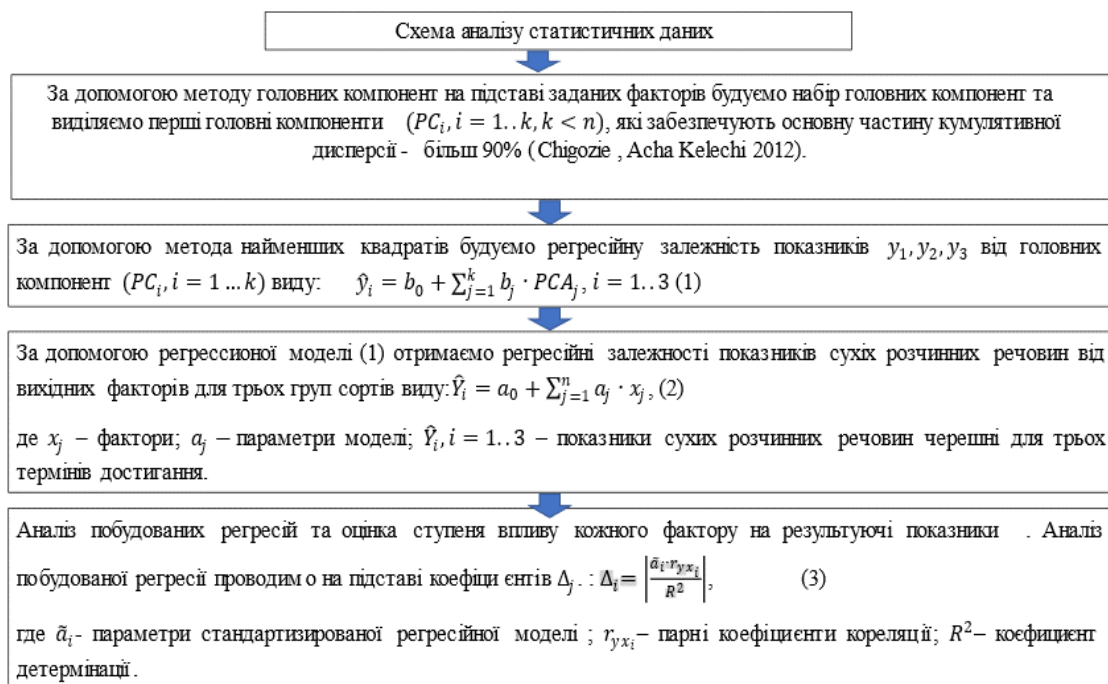 Схема аналізу статистичних даних
За допомогою методу головних компонент на підставі заданих факторів будуємо набір головних компонент та
виділяємо перші головні компоненти (PC_i, i = 1..k, k < n), які забезпечують основну частину кумулятивної
дисперсії - більш 90% (Chigozie , Acha Kelechi 2012).
За допомогою метода найменших квадратів будуємо регресійну залежність показників y_1, y_2, y_3 від головних
компонент (PC_i, i = 1 ... k) виду: ŷ_i = b_0 + ∑_{j=1}^{k} b_j · PCA_j, i = 1..3 (1)
За допомогою регрессионої моделі (1) отримаємо регресійні залежності показників сухіх розчинних речовин від
вихідних факторів для трьох груп сортів виду: Ŷ_i = a_0 + ∑_{j=1}^{n} a_j · x_j, (2)
де x_j – фактори; a_j – параметри моделі; Ŷ_i, i = 1..3 – показники сухих розчинних речовин черешні для трьох
термінів достигання.
Аналіз побудованих регресій та оцінка ступеня впливу кожного фактору на результуючі показники . Аналіз
побудованої регресії проводимо на підставі коефіци єнтів Δ_j . : Δ_i = |ã_i·r_{yx_i} / R²|, (3)
где ã_i- параметри стандартизированої регресійної моделі ; r_{yx_i}– парні коефіцієнти кореляції; R²– коєфициєнт
детермінації .